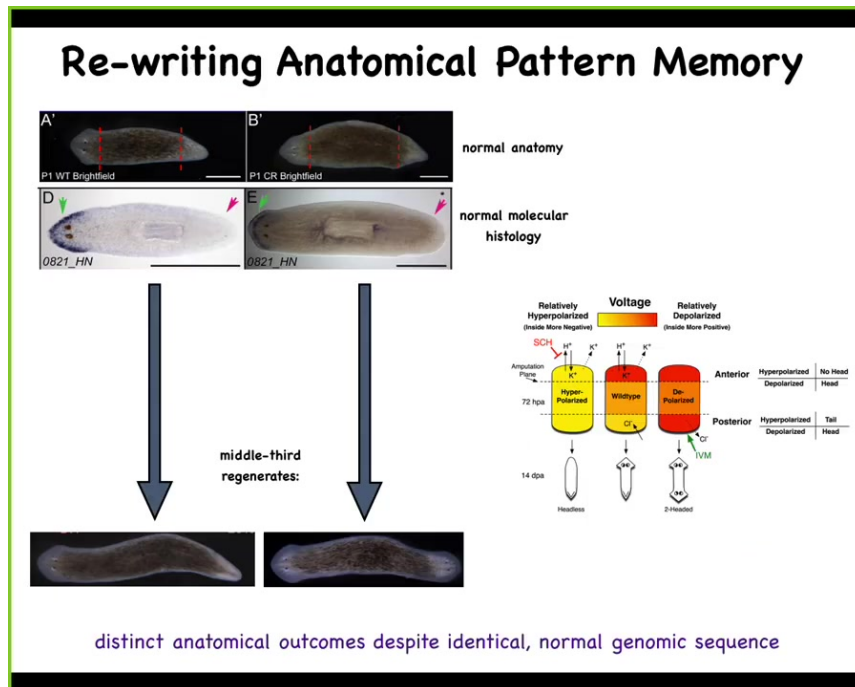 Re-writing Anatomical Pattern Memory
A'
P1 WT Brightfield
B'
P1 CR Brightfield
normal anatomy
D
0821_HN
E
*
0821_HN
normal molecular
histology
middle-third
regenerates:
Relatively
Hyperpolarized
(Inside More Negative)
Voltage
Relatively
Depolarized
(Inside More Positive)
SCH
H+
K+
H+
K+
K+
K+
Amputation
Plane
72 hpa
Hyper-
Polarized
Wildtype
De-
Polarized
Cl-
Cl-
IVM
Anterior
Hyperpolarized No Head
Depolarized Head
Posterior
Hyperpolarized Tail
Depolarized Head
14 dpa
Headless
2-Headed
distinct anatomical outcomes despite identical, normal genomic sequence